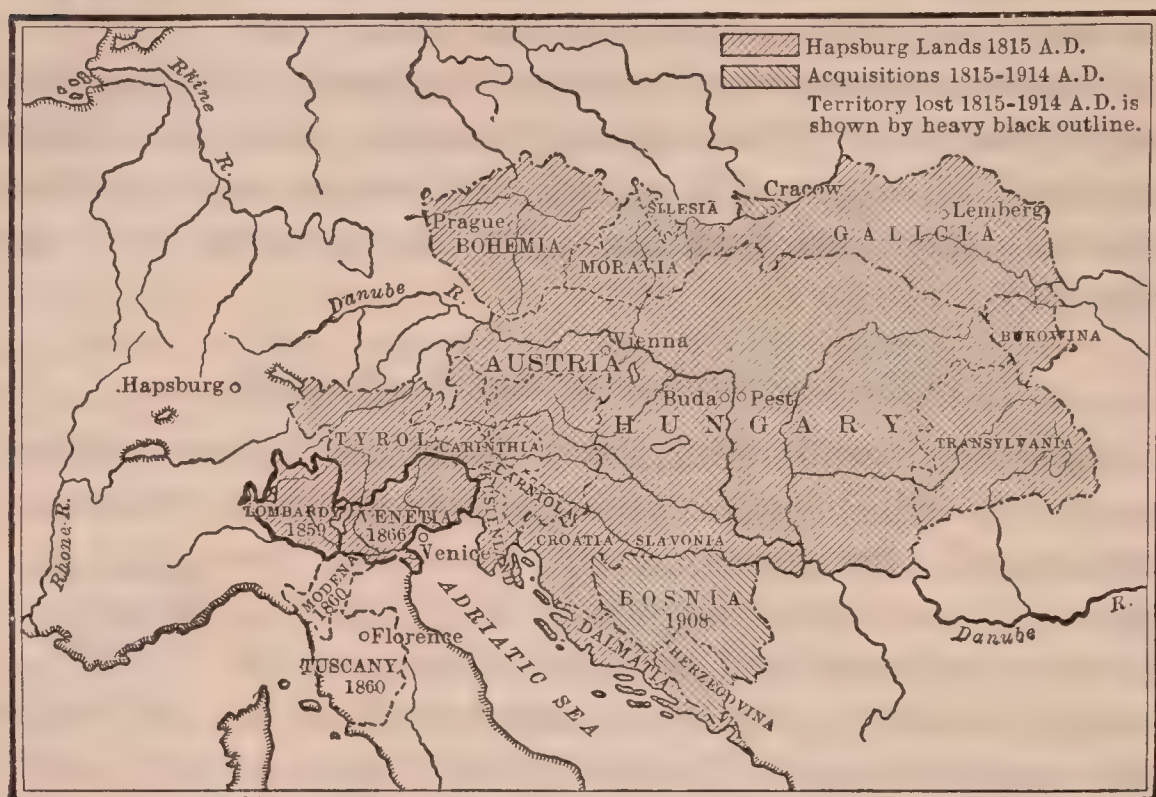 Hapsburg Lands 1815 A.D.
Acquisitions 1815-1914 A.D.
Territory lost 1815-1914 A.D. is
shown by heavy black outline.
Rhine
R.
Cracow
SILESIA
Lemberg
Prague
GALICIA
BOHEMIA
MORAVIA
Danube
R.
BUKOWINA
Vienna
AUSTRIA
Hapsburg
Buda
Pest
HUNGARY
TYROL
CARINTHIA
TRANSYLVANIA
CARNIOLA
LOMBARDY
1859
VENETIA
1866
Venice
CROATIA
SLAVONIA
Rhone R.
MODENA
1860
BOSNIA
1908
ADRIATIC SEA
DALMATIA
HERZEGOVINA
Florence
TUSCANY
1860
Danube
R.